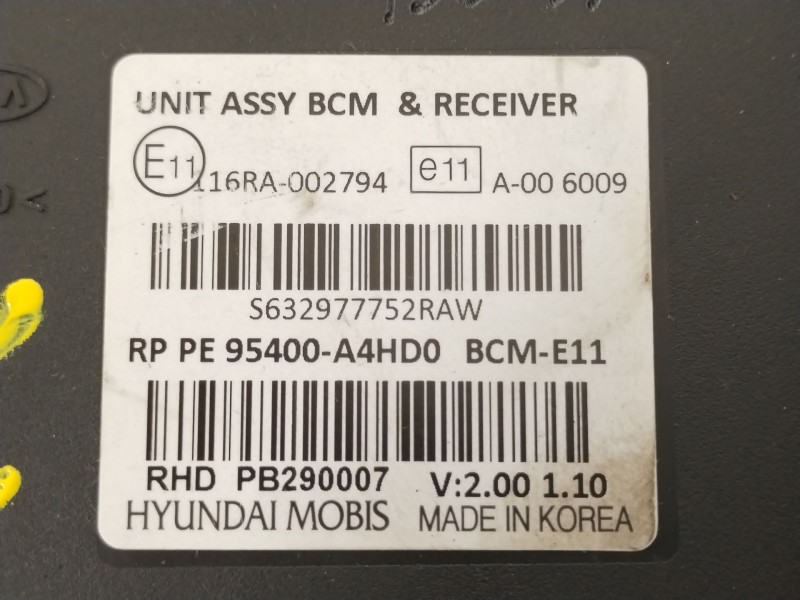 UNIT ASSY BCM & RECEIVER
E11 116RA-002794 e11 A-00 6009
S632977752RAW
RP PE 95400-A4HD0 BCM-E11
RHD PB290007 V:2.00 1.10
HYUNDAI MOBIS MADE IN KOREA